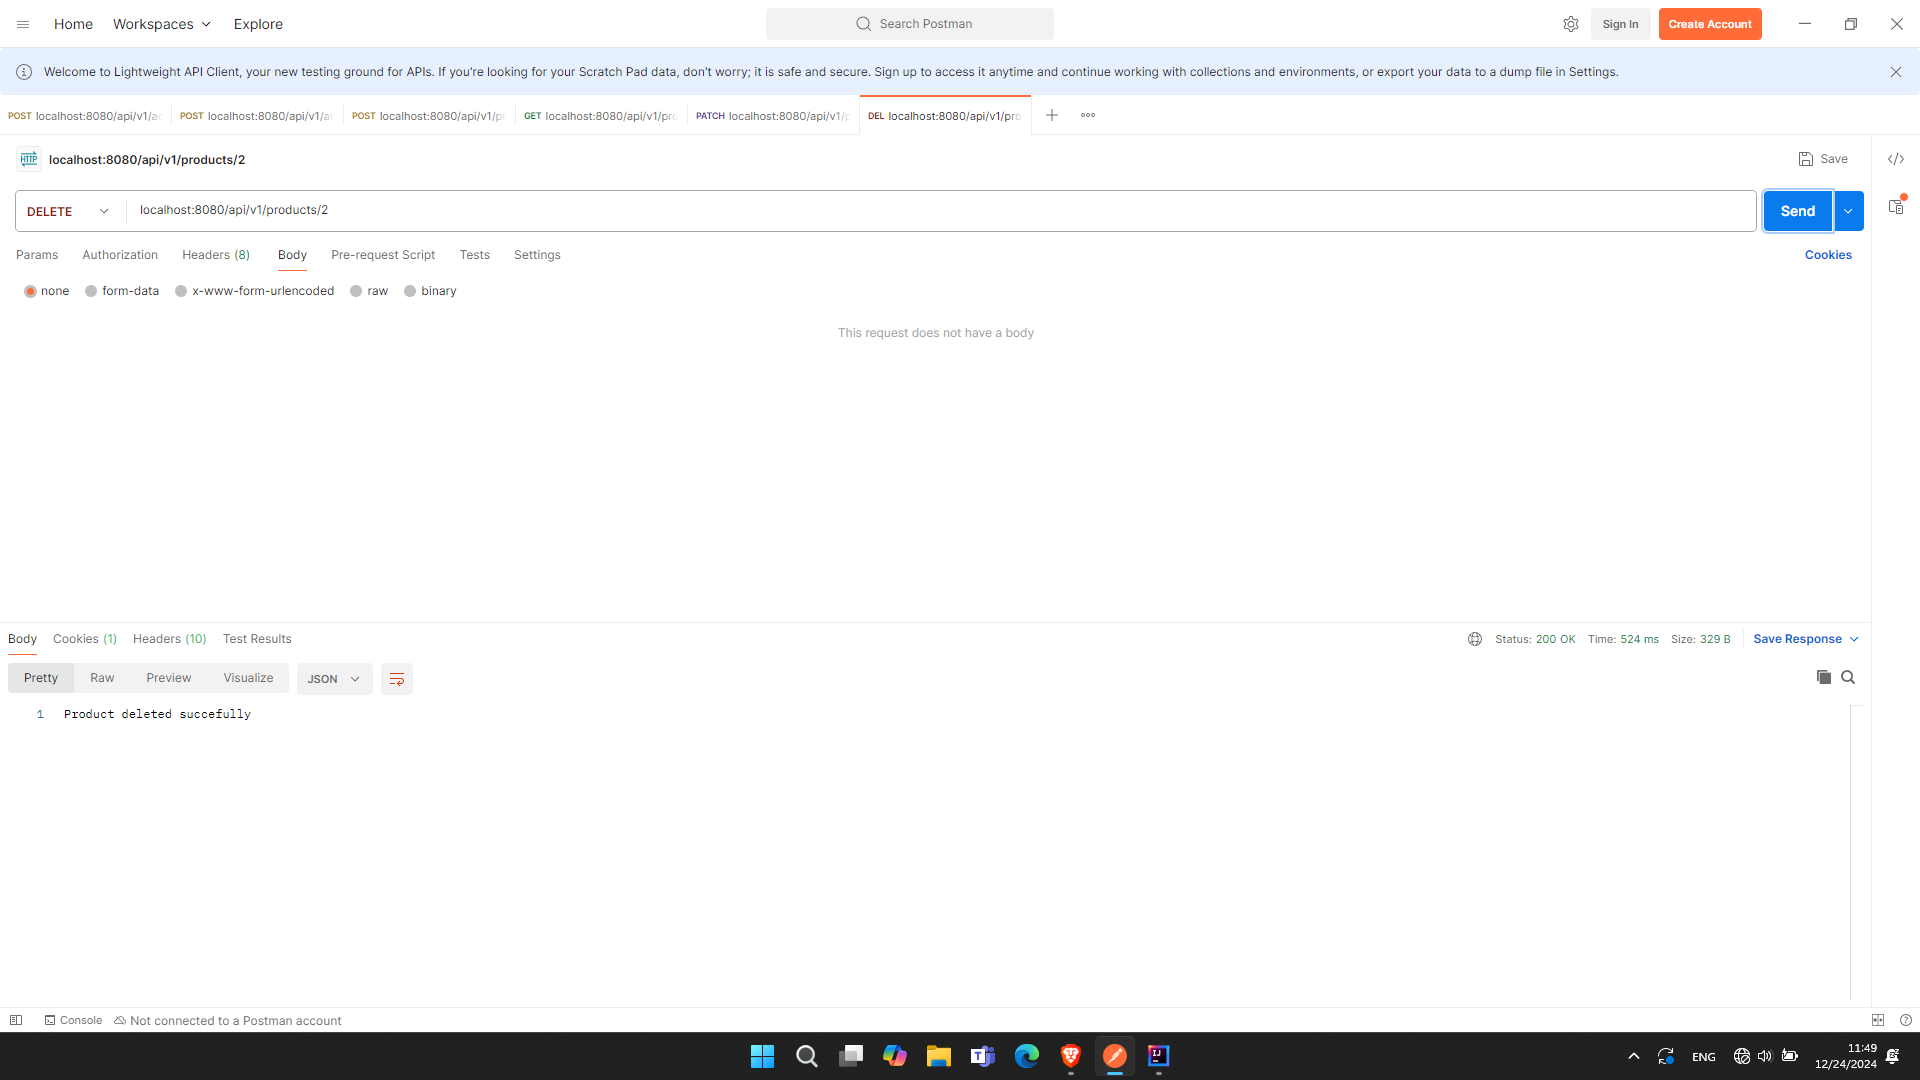 Home Workspaces Explore Search Postman Sign In Create Account
Welcome to Lightweight API Client, your new testing ground for APIs. If you're looking for your Scratch Pad data, don't worry; it is safe and secure. Sign up to access it anytime and continue working with collections and environments, or export your data to a dump file in Settings.
POST localhost:8080/api/v1/ac POST localhost:8080/api/v1/ac POST localhost:8080/api/v1/p GET localhost:8080/api/v1/pro PATCH localhost:8080/api/v1/p DEL localhost:8080/api/v1/pro
HTTP localhost:8080/api/v1/products/2 Save </>
DELETE localhost:8080/api/v1/products/2 Send
Params Authorization Headers (8) Body Pre-request Script Tests Settings Cookies
none form-data x-www-form-urlencoded raw binary
This request does not have a body
Body Cookies (1) Headers (10) Test Results Status: 200 OK Time: 524 ms Size: 329 B Save Response
Pretty Raw Preview Visualize JSON
1 Product deleted succefully
Console Not connected to a Postman account
ENG 11:49
12/24/2024